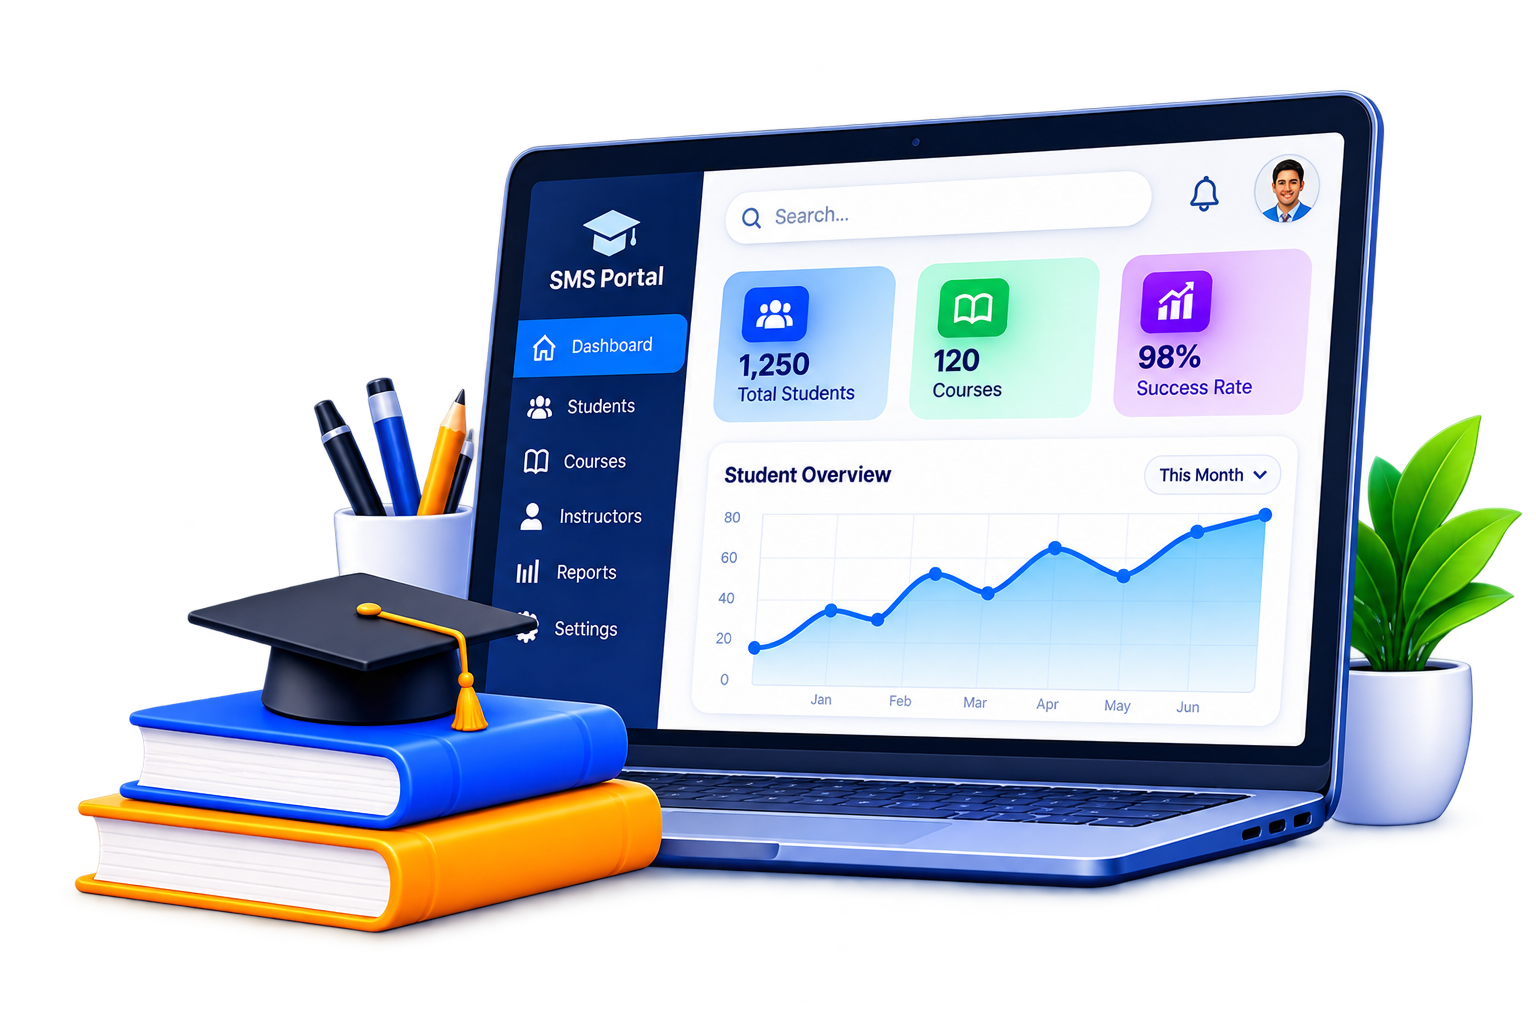 SMS Portal
Dashboard
Students
Courses
Instructors
Reports
Settings
Search...
1,250
Total Students
120
Courses
98%
Success Rate
Student Overview
This Month
80
60
40
20
0
Jan
Feb
Mar
Apr
May
Jun